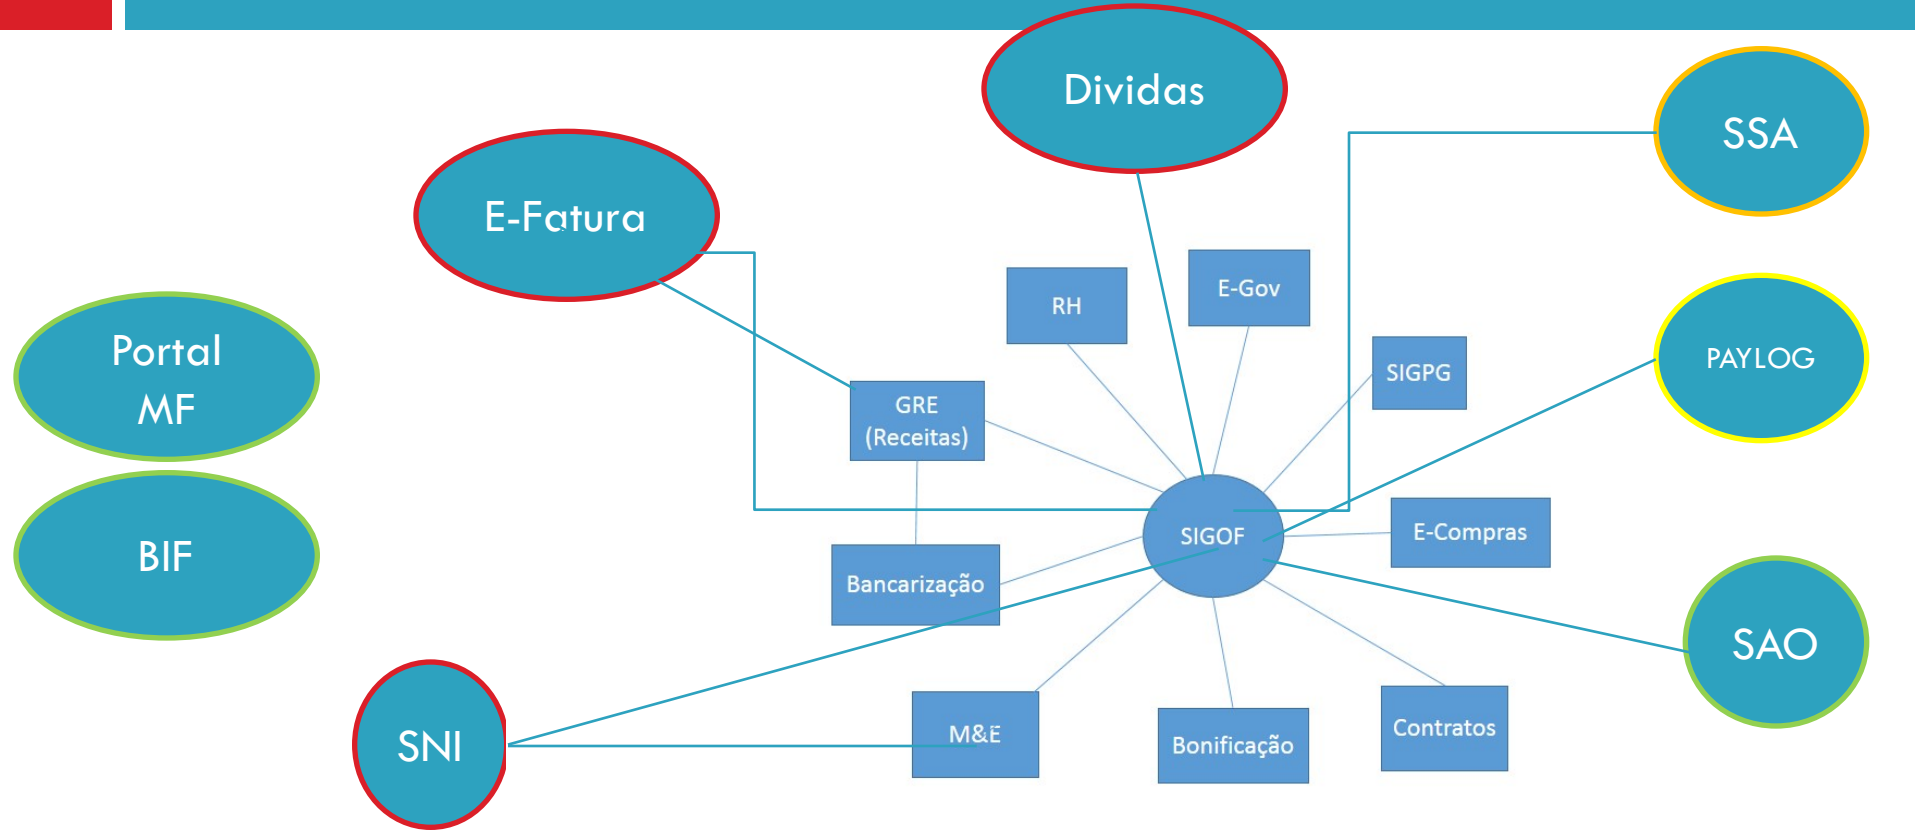 Dividas
SSA
E-Fatura
E-Gov
RH
Portal
MF
PAYLOG
SIGPG
GRE
(Receitas)
SIGOF
E-Compras
BIF
Bancarização
SAO
SNI
M&E
Bonificação
Contratos